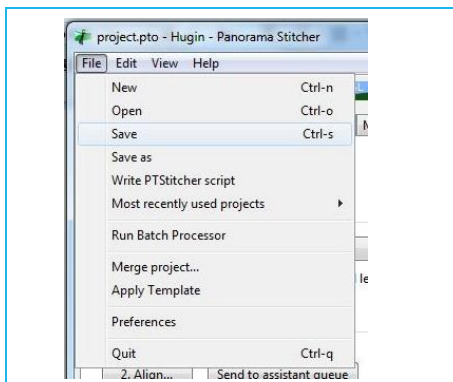 project.pto - Hugin - Panorama Stitcher
File Edit View Help
New Ctrl-n
Open Ctrl-o
Save Ctrl-s
Save as
Write PTStitcher script
Most recently used projects
Run Batch Processor
Merge project...
Apply Template
Preferences
Quit Ctrl-q
2. Align... Send to assistant queue